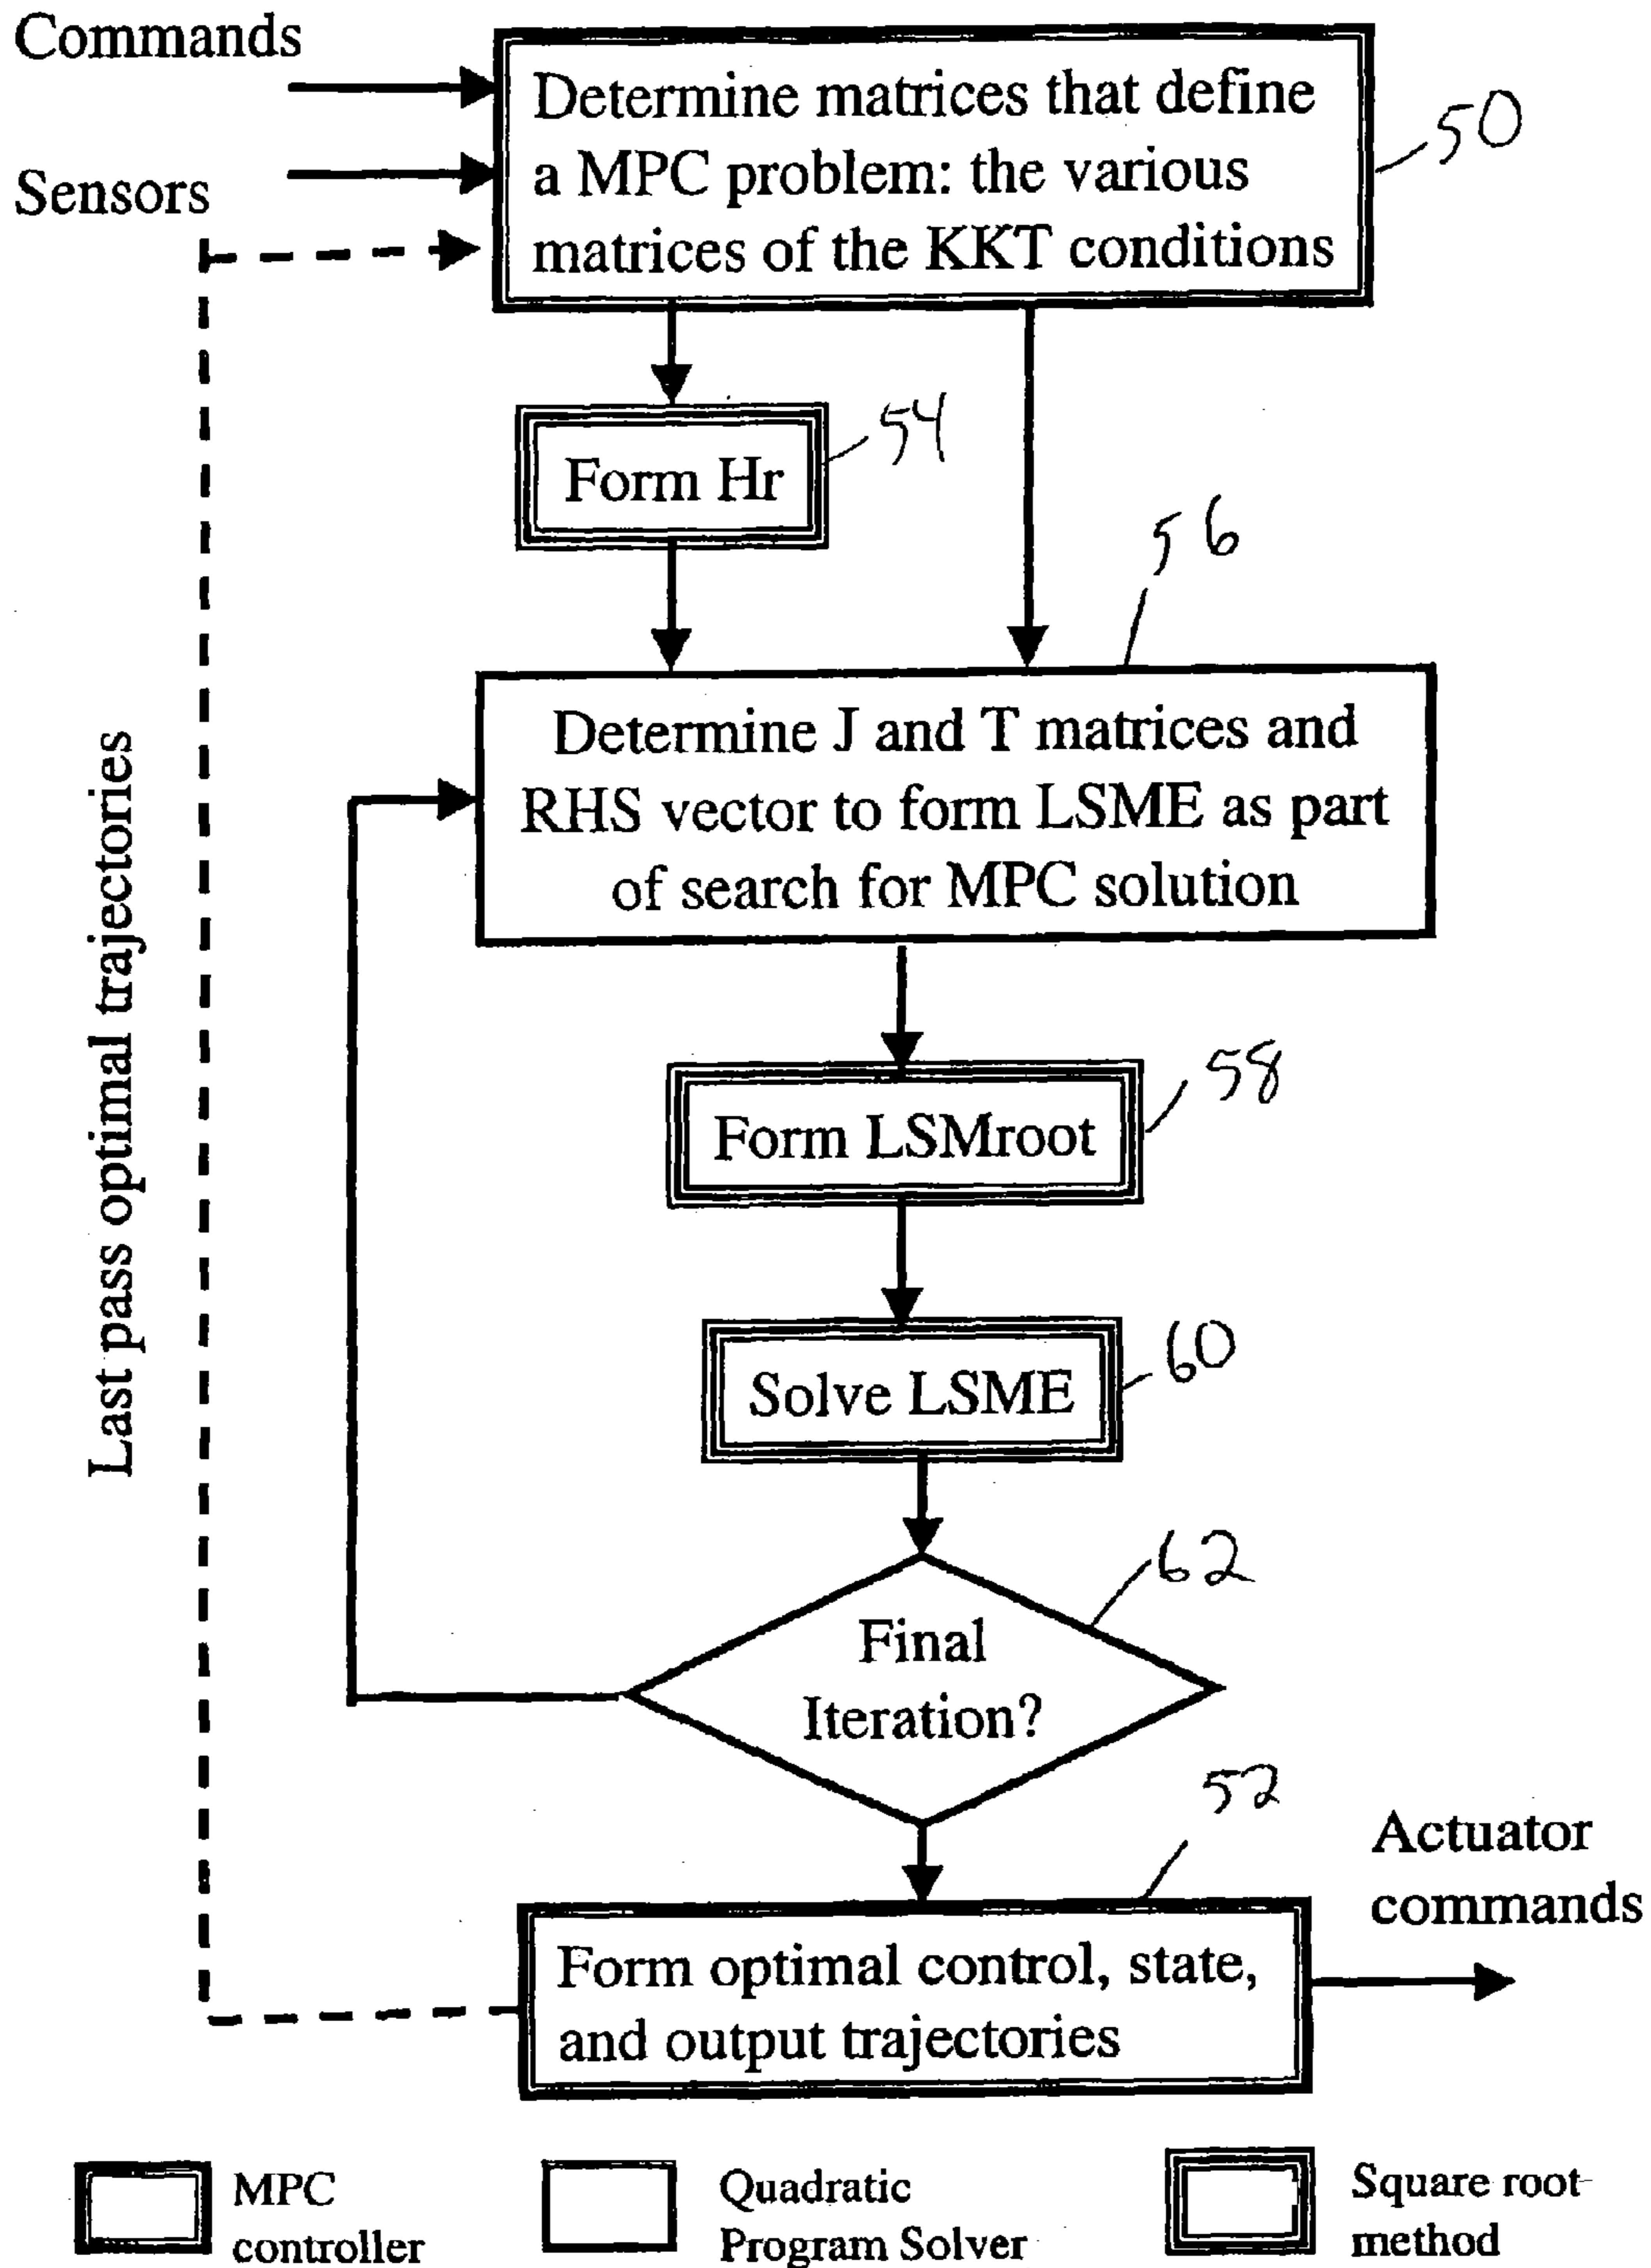 Commands
Sensors
Determine matrices that define
a MPC problem: the various
matrices of the KKT conditions
50
Form Hr
54
56
Determine J and T matrices and
RHS vector to form LSME as part
of search for MPC solution
Last pass optimal trajectories
Form LSMroot
58
Solve LSME
60
Final
Iteration?
62
52
Actuator
commands
Form optimal control, state,
and output trajectories
MPC
controller
Quadratic
Program Solver
Square root
method